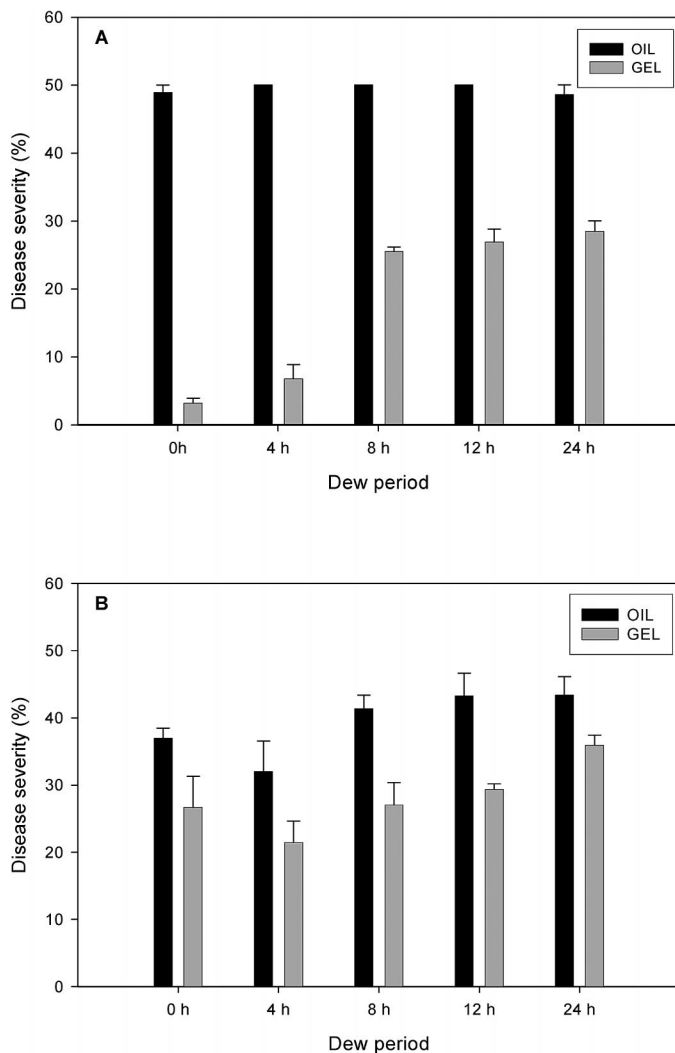 A
OIL
GEL
60
50
40
30
20
10
0
Disease severity (%)
0h
4 h
8 h
12 h
24 h
Dew period
B
OIL
GEL
60
50
40
30
20
10
0
Disease severity (%)
0 h
4 h
8 h
12 h
24 h
Dew period